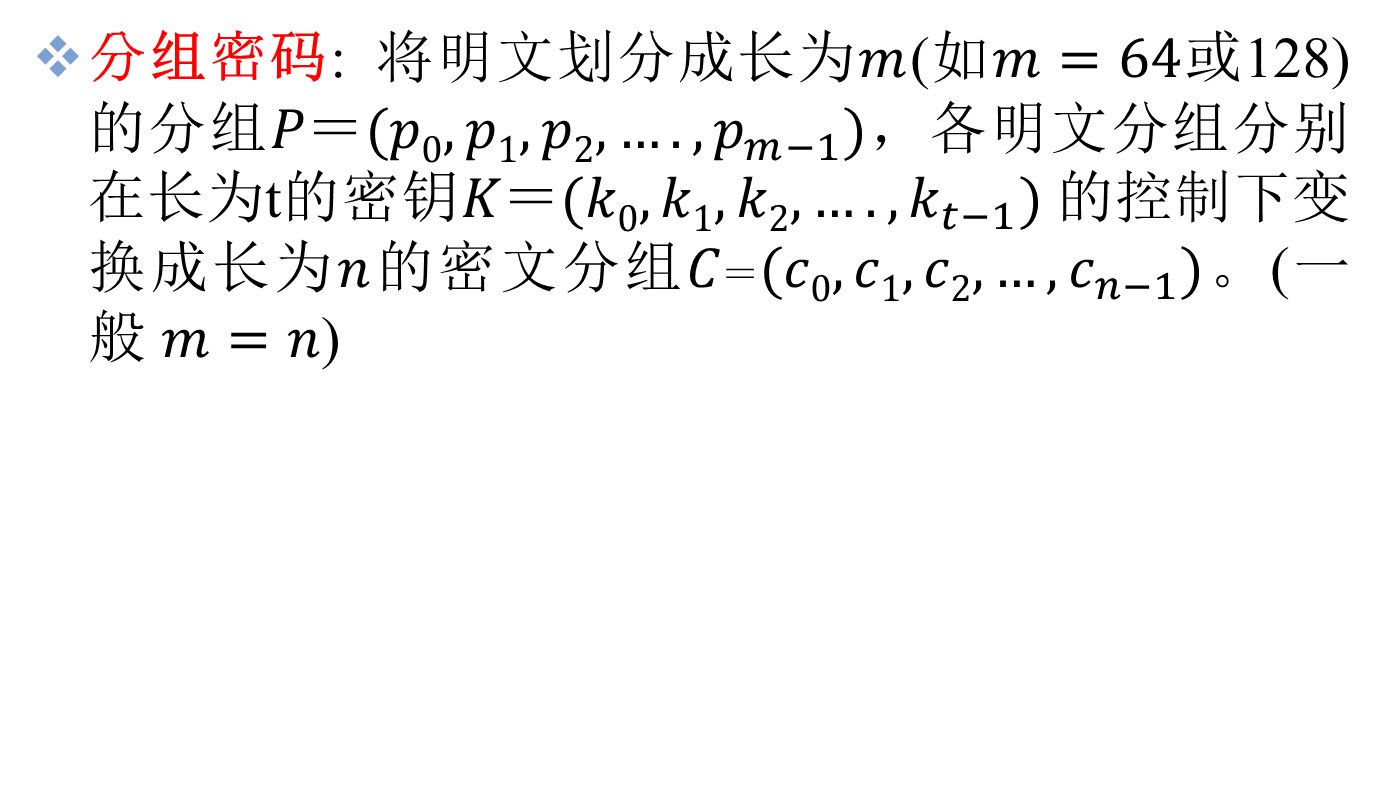 分组密码：将明文划分成长为𝑚(如𝑚 = 64或128)
的分组𝑃＝(𝑝₀, 𝑝₁, 𝑝₂, … . , 𝑝ₘ₋₁)，各明文分组分别
在长为t的密钥𝐾＝(𝑘₀, 𝑘₁, 𝑘₂, … . , 𝑘ₜ₋₁) 的控制下变
换成长为𝑛的密文分组𝐶=(𝑐₀, 𝑐₁, 𝑐₂, … , 𝑐ₙ₋₁)。(一
般 𝑚 = 𝑛)